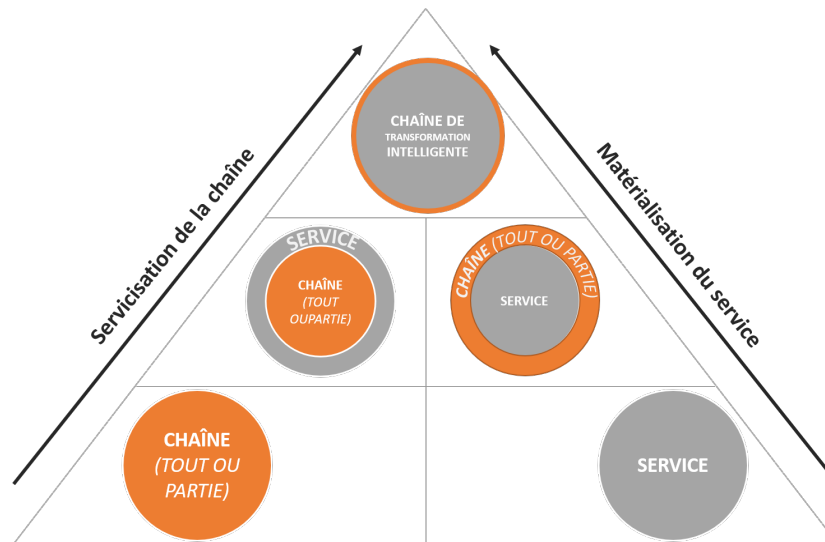 CHAÎNE DE
TRANSFORMATION
INTELLIGENTE
Servicisation de la chaîne
Matérialisation du service
SERVICE
CHAÎNE
(TOUT
OUPARTIE)
CHAÎNE (TOUT OU PARTIE)
SERVICE
CHAÎNE
(TOUT OU
PARTIE)
SERVICE